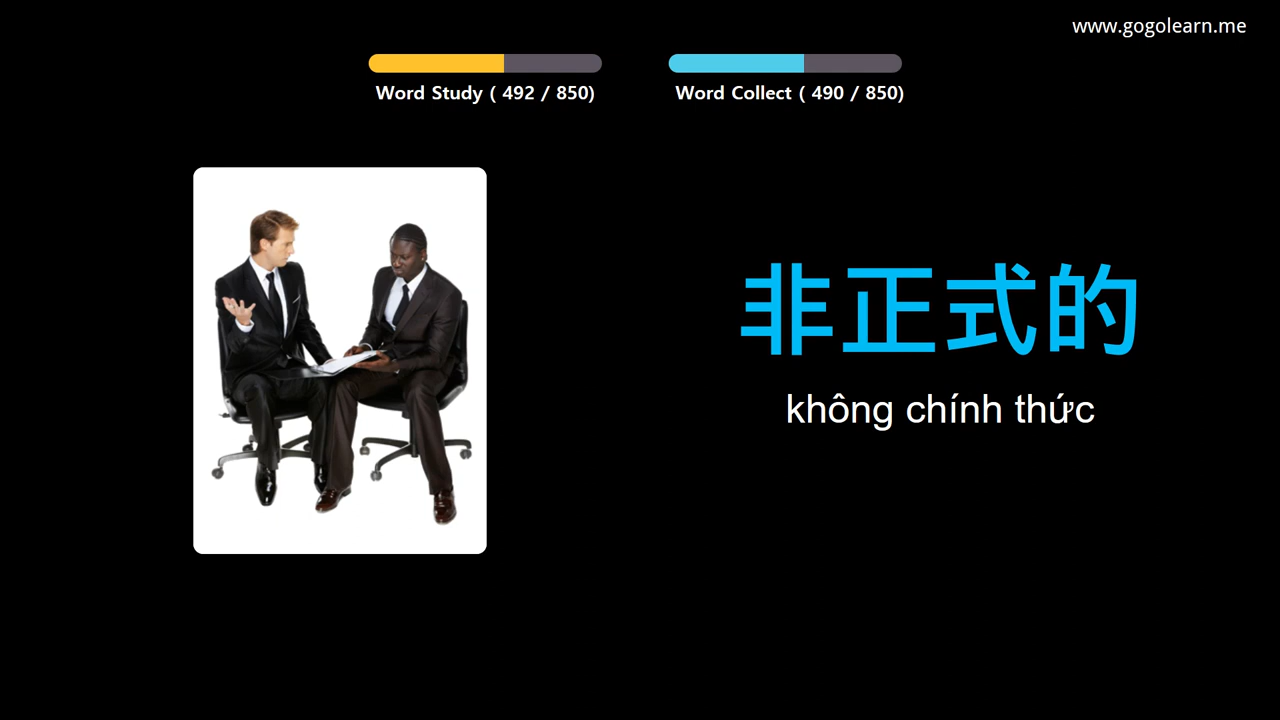 www.gogolearn.me
Word Study ( 492 / 850)
Word Collect ( 490 / 850)
非正式的
không chính thức